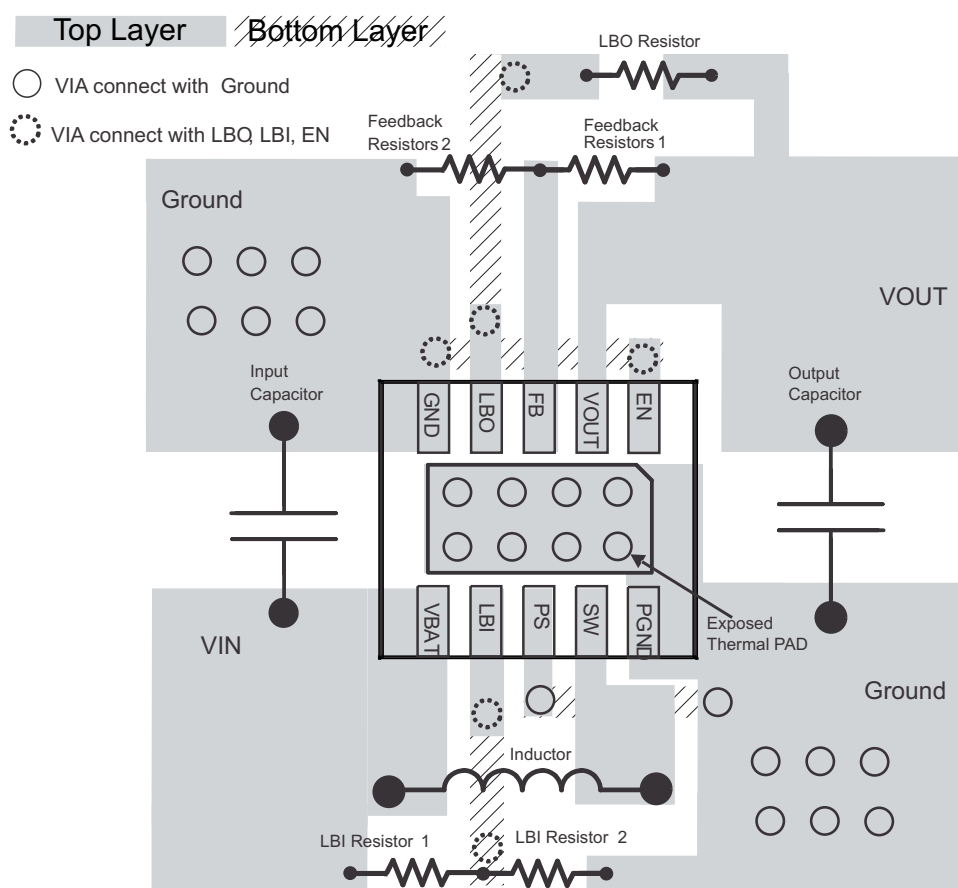 Top Layer
Bottom Layer
VIA connect with Ground
VIA connect with LBO, LBI, EN
LBO Resistor
Feedback
Resistors 2
Feedback
Resistors 1
Ground
VOUT
Input
Capacitor
Output
Capacitor
GND
LBO
FB
VOUT
EN
VBAT
LBI
PS
SW
PGND
Exposed
Thermal PAD
VIN
Ground
Inductor
LBI Resistor 1
LBI Resistor 2